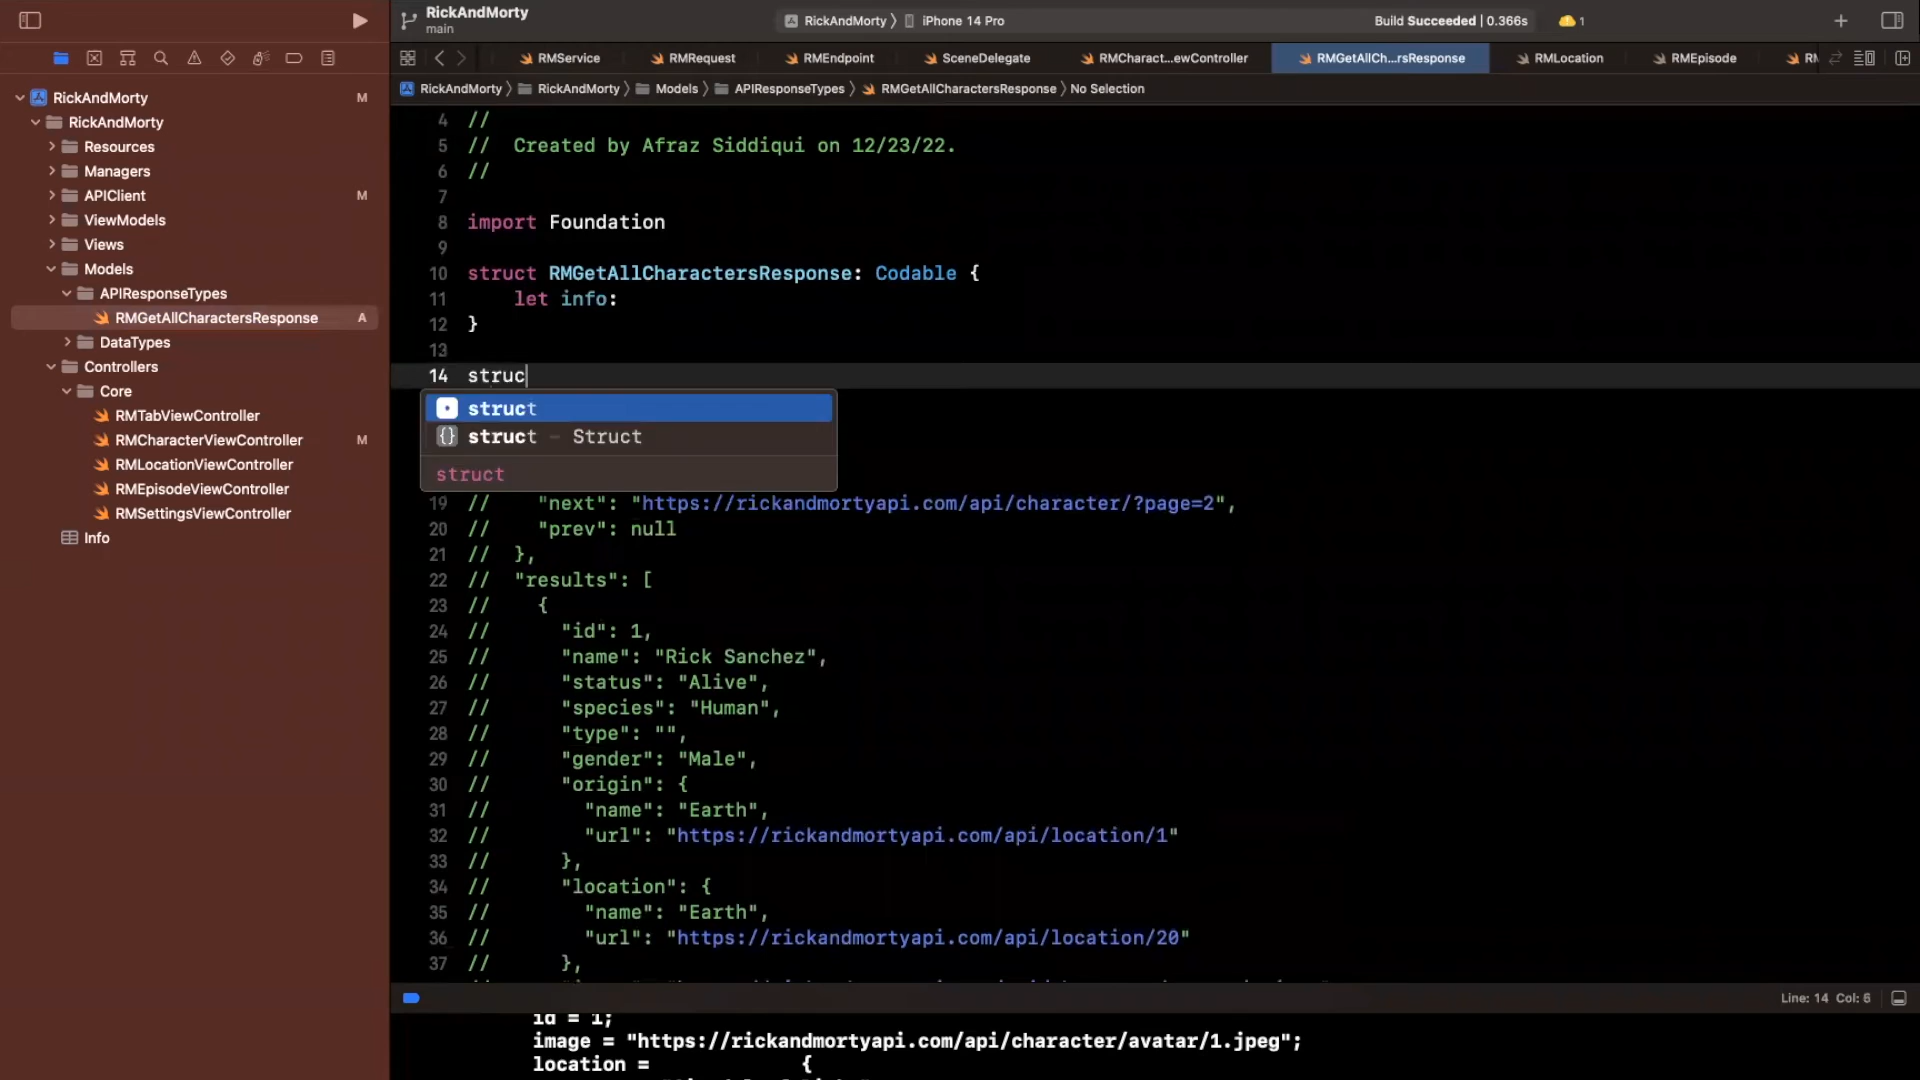 RickAndMorty
main
RickAndMorty
iPhone 14 Pro
Build Succeeded | 0.366s
1
RMService
RMRequest
RMEndpoint
SceneDelegate
RMCharact...ewController
RMGetAllCh...rsResponse
RMLocation
RMEpisode
RickAndMorty
RickAndMorty
Models
APIResponseTypes
RMGetAllCharactersResponse
No Selection
RickAndMorty M
RickAndMorty
Resources
Managers
APIClient M
ViewModels
Views
Models
APIResponseTypes
RMGetAllCharactersResponse A
DataTypes
Controllers
Core
RMTabViewController
RMCharacterViewController M
RMLocationViewController
RMEpisodeViewController
RMSettingsViewController
Info
4 //
5 // Created by Afraz Siddiqui on 12/23/22.
6 //
7
8 import Foundation
9
10 struct RMGetAllCharactersResponse: Codable {
11 let info:
12 }
13
14 struc
struct
{} struct – Struct
struct
19 // "next": "https://rickandmortyapi.com/api/character/?page=2",
20 // "prev": null
21 // },
22 // "results": [
23 // {
24 // "id": 1,
25 // "name": "Rick Sanchez",
26 // "status": "Alive",
27 // "species": "Human",
28 // "type": "",
29 // "gender": "Male",
30 // "origin": {
31 // "name": "Earth",
32 // "url": "https://rickandmortyapi.com/api/location/1"
33 // },
34 // "location": {
35 // "name": "Earth",
36 // "url": "https://rickandmortyapi.com/api/location/20"
37 // },
Line: 14 Col: 6
id = 1;
image = "https://rickandmortyapi.com/api/character/avatar/1.jpeg";
location = {